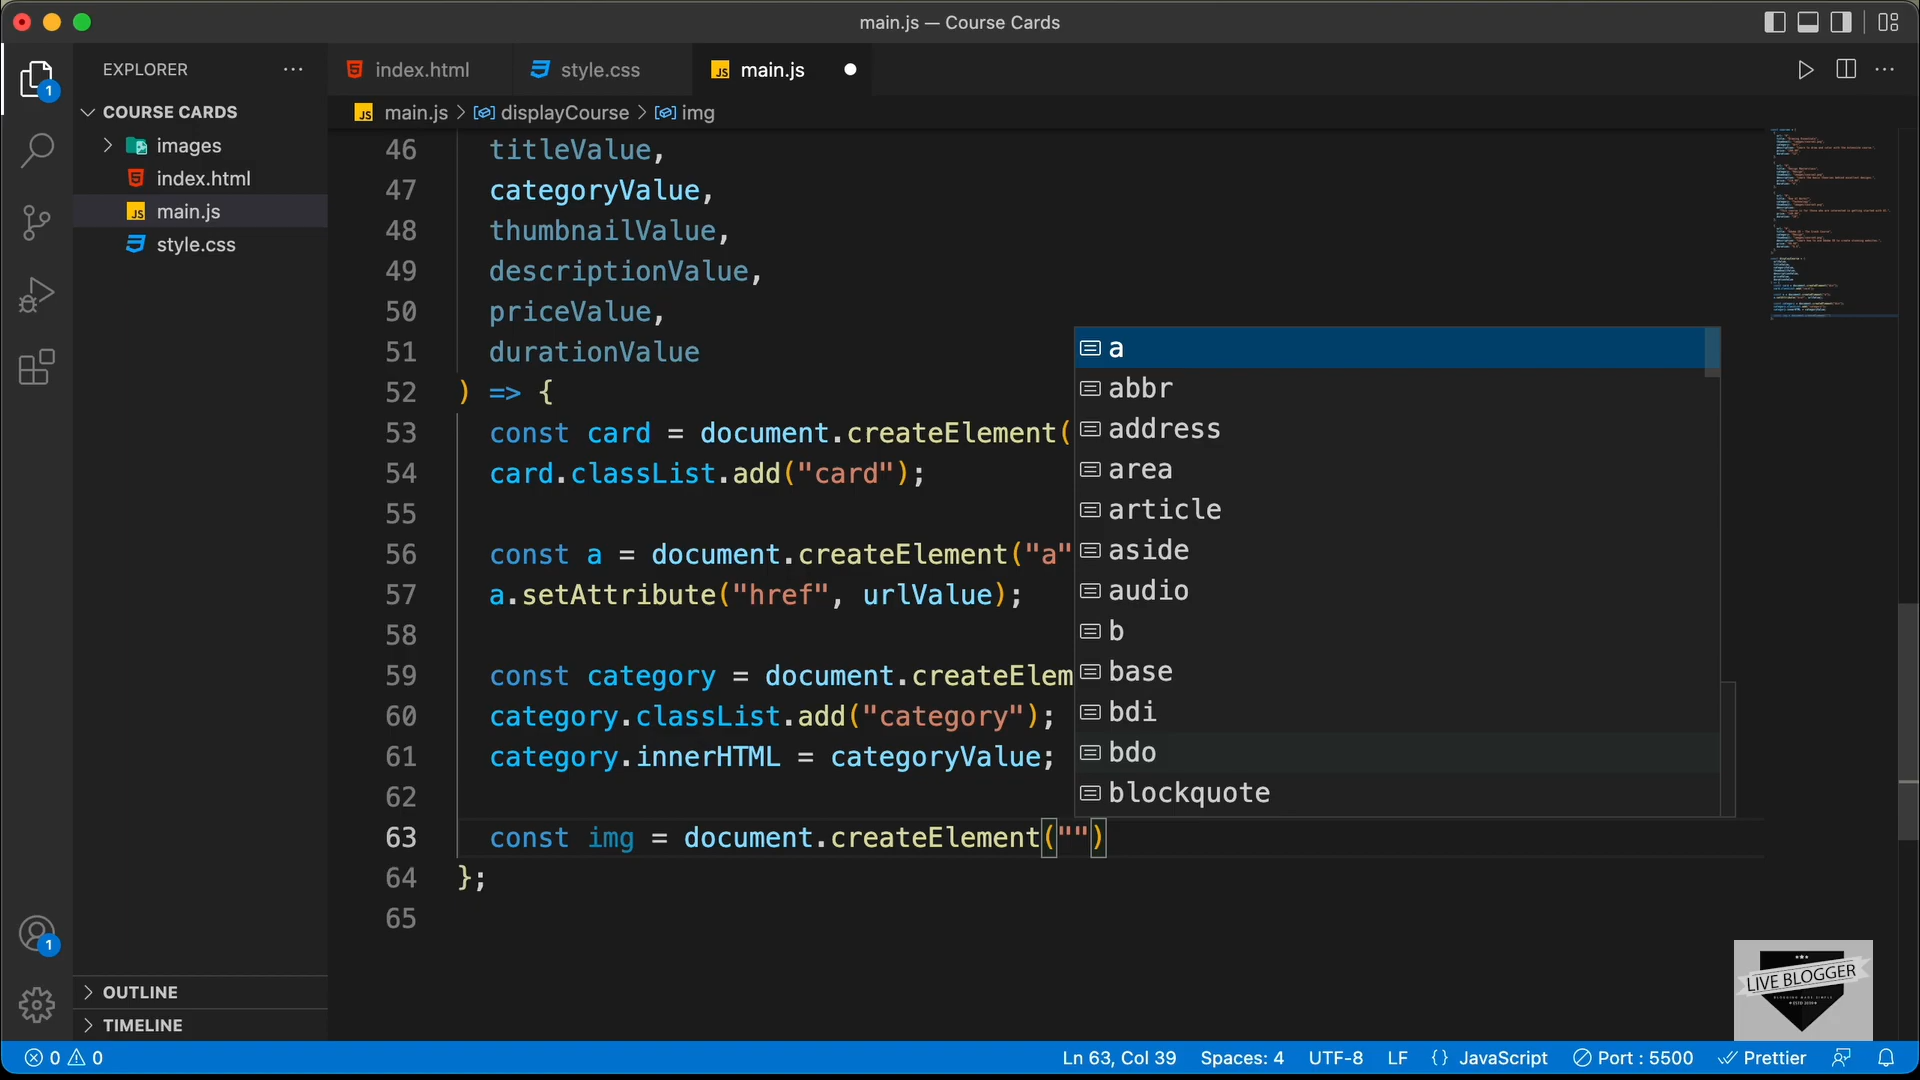 main.js — Course Cards
EXPLORER
COURSE CARDS
images
index.html
main.js
style.css
index.html
style.css
main.js
main.js > displayCourse > img
46 titleValue,
47 categoryValue,
48 thumbnailValue,
49 descriptionValue,
50 priceValue,
51 durationValue
52 ) => {
53 const card = document.createElement(
54 card.classList.add("card");
55
56 const a = document.createElement("a"
57 a.setAttribute("href", urlValue);
58
59 const category = document.createElem
60 category.classList.add("category");
61 category.innerHTML = categoryValue;
62
63 const img = document.createElement("")
64 };
65
a
abbr
address
area
article
aside
audio
b
base
bdi
bdo
blockquote
1
1
OUTLINE
TIMELINE
LIVE BLOGGER
0 0
Ln 63, Col 39 Spaces: 4 UTF-8 LF {} JavaScript Port : 5500 Prettier